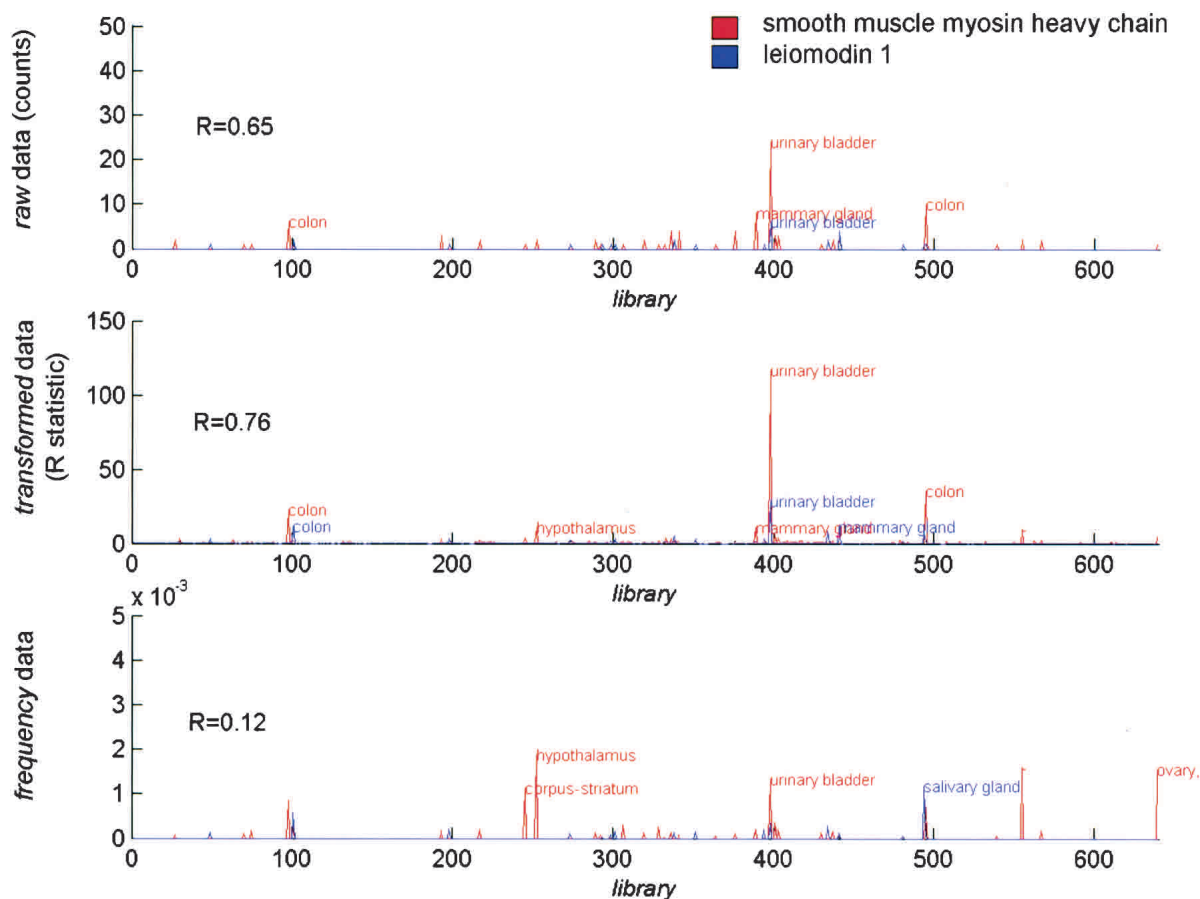 smooth muscle myosin heavy chain
leiomodin 1
raw data (counts)
50
40
30
20
10
0
R=0.65
colon
mammary gland
urinary bladder
urinary bladder
colon
0 100 200 300 400 500 600
library
transformed data
(R statistic)
150
100
50
0
R=0.76
colon
colon
hypothalamus
urinary bladder
urinary bladder
mammary gland
mammary gland
colon
0 100 200 300 400 500 600
library
frequency data
x 10-3
5
4
3
2
1
0
R=0.12
hypothalamus
corpus-striatum
urinary bladder
salivary gland
ovary,
0 100 200 300 400 500 600
library